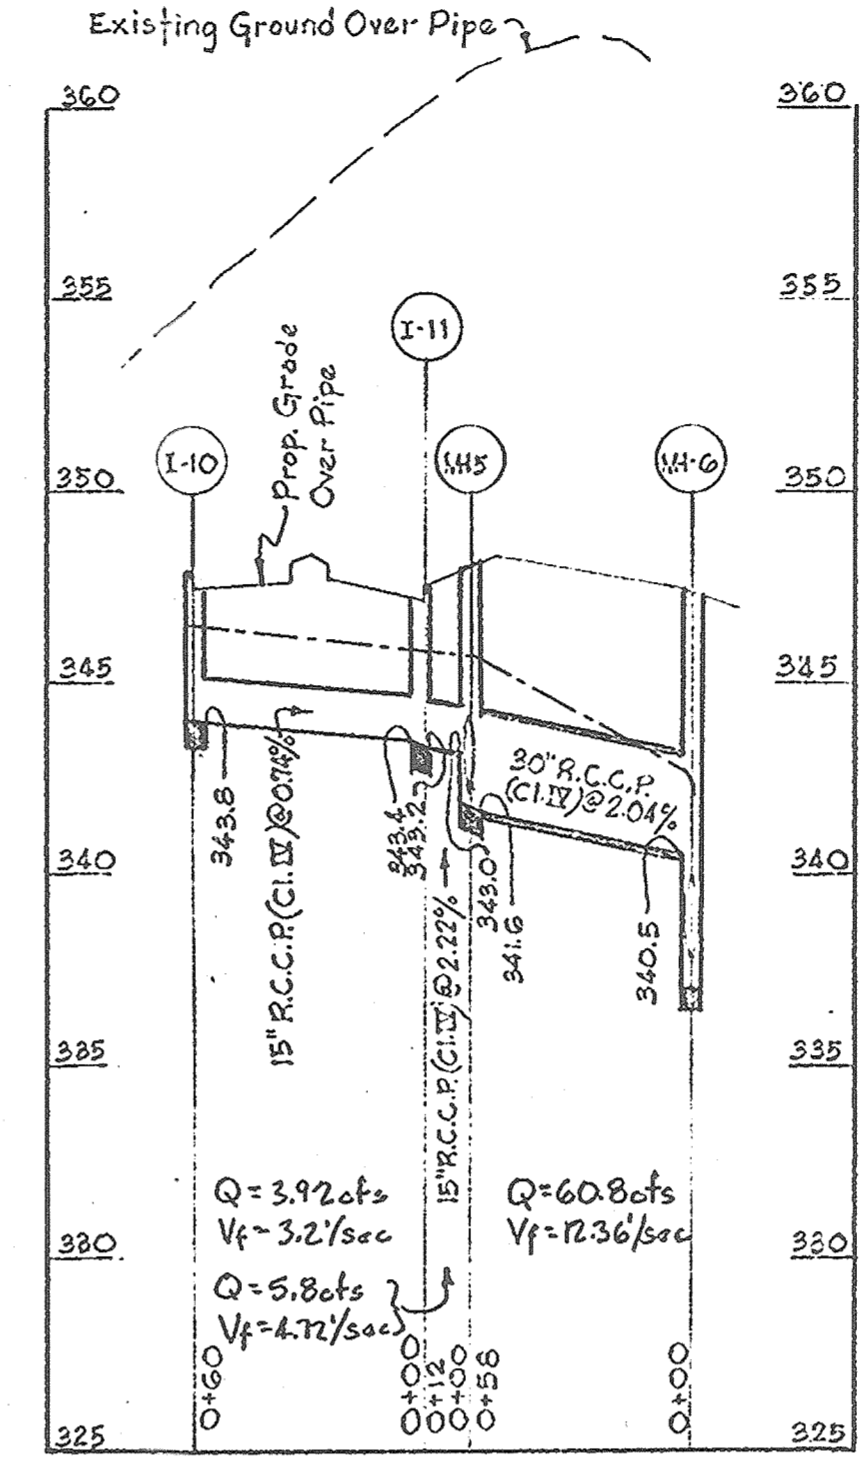 Existing Ground Over Pipe
360
360
355
355
I-11
Prop. Grade
Over Pipe
I-10
MH5
MH-6
350
350
345
345
343.8
15" R.C.C.P. (Cl. IV) @ 0.74%
343.4
343.2
343.0
341.6
30" R.C.C.P.
(Cl. IV) @ 2.04%
340.5
340
340
15" R.C.C.P. (Cl. IV) @ 2.22%
335
335
Q = 3.92 cfs
Vf = 3.2'/sec
Q=60.8cfs
Vf=12.36'/sec
330
330
Q = 5.8cfs
Vf=4.72'/sec
0+60
0+00
0+12
0+00
0+58
0+00
325
325